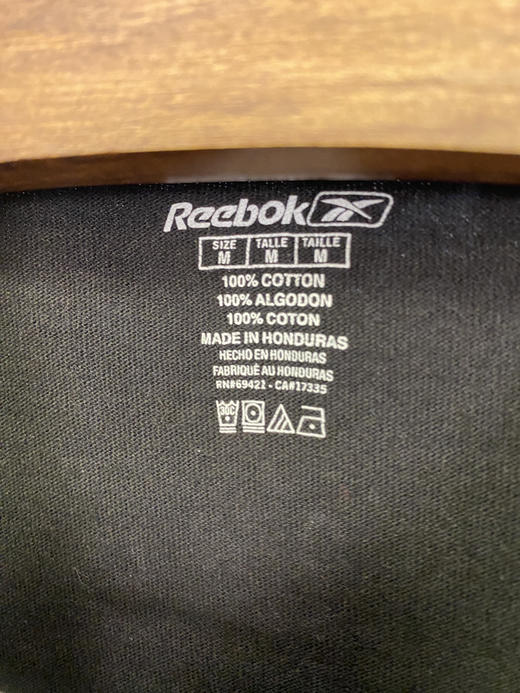 Reebok
SIZE TALLE TAILLE
M M M
100% COTTON
100% ALGODON
100% COTON
MADE IN HONDURAS
HECHO EN HONDURAS
FABRIQUÉ AU HONDURAS
RN#69421 - CA#17335
30C